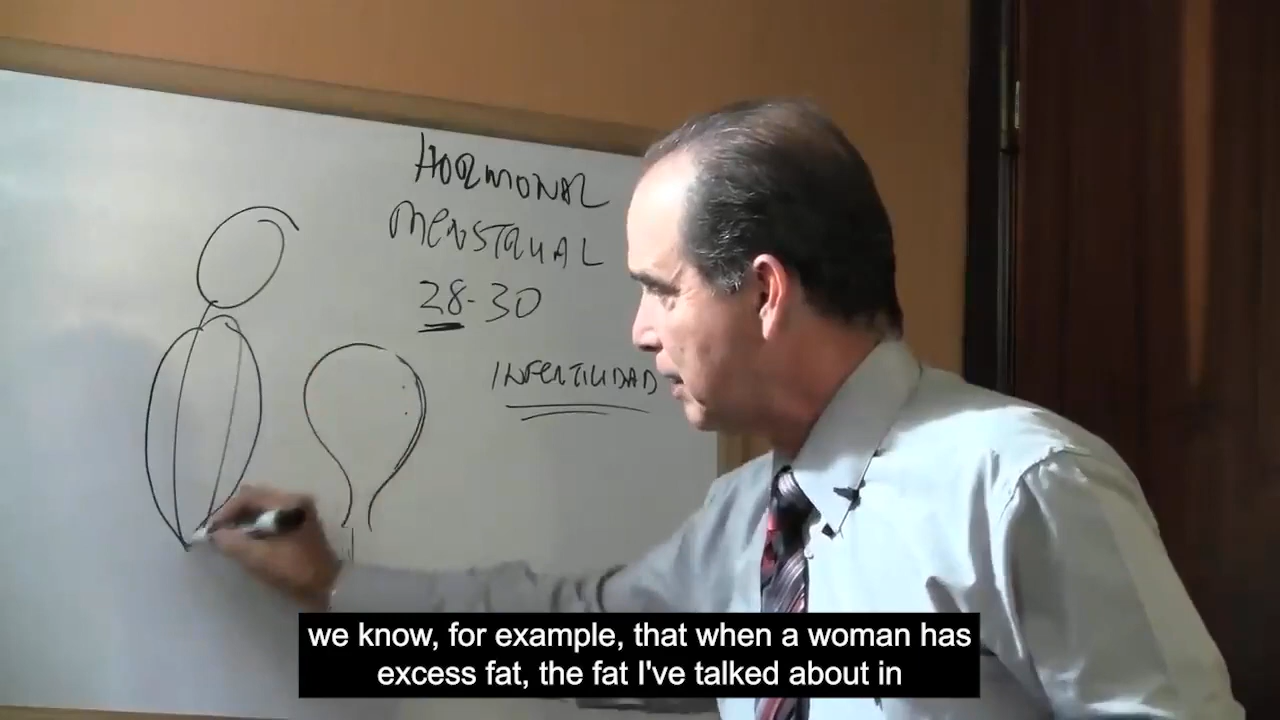 HORMONAL
MENSTRUAL
28-30
INFERTILIDAD
we know, for example, that when a woman has
excess fat, the fat I've talked about in